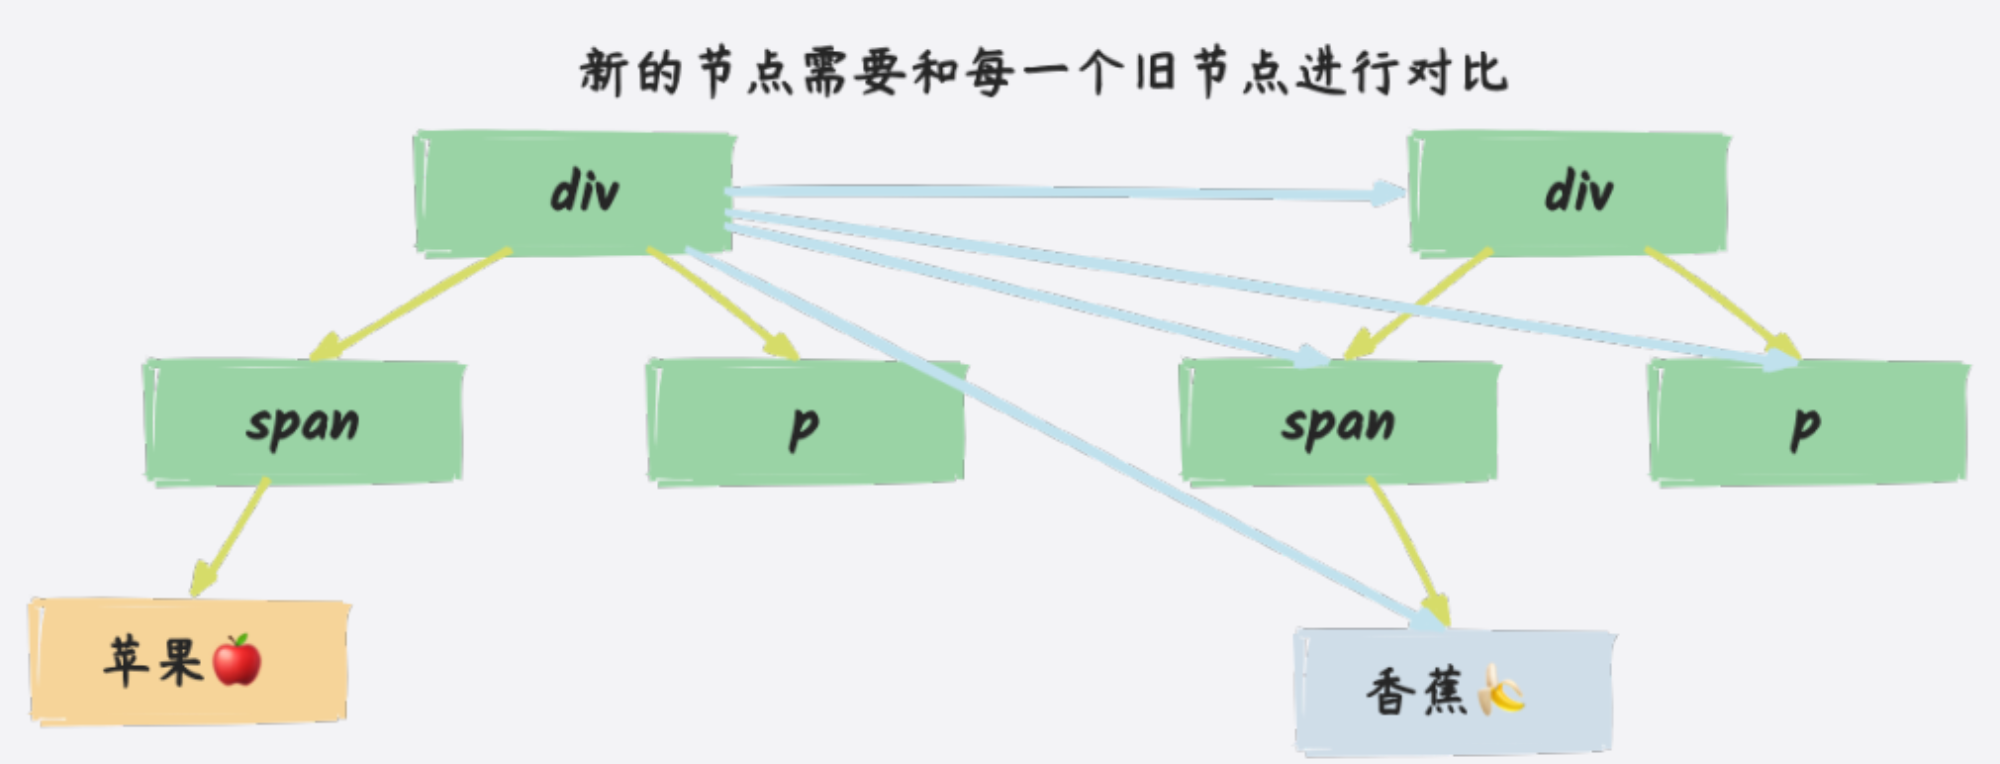 新的节点需要和每一个旧节点进行对比
div
div
span
p
span
p
苹果🍎
香蕉🍌